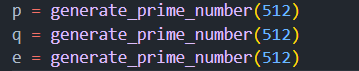 p = generate_prime_number(512)
q = generate_prime_number(512)
e = generate_prime_number(512)